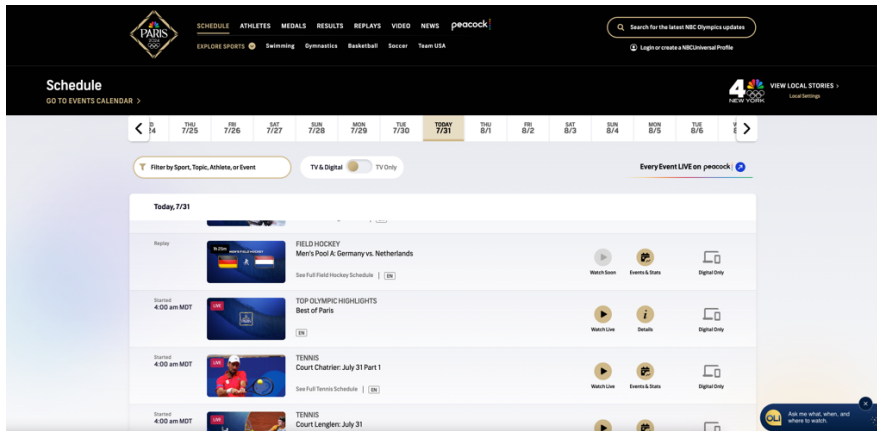 PARIS
2024
SCHEDULE ATHLETES MEDALS RESULTS REPLAYS VIDEO NEWS peacock
Search for the latest NBC Olympics updates
EXPLORE SPORTS Swimming Gymnastics Basketball Soccer Team USA
Login or create a NBCUniversal Profile
Schedule
GO TO EVENTS CALENDAR >
4
NEW YORK
VIEW LOCAL STORIES >
Local Settings
THU FRI SAT SUN MON TUE TODAY THU FRI SAT SUN MON TUE
7/25 7/26 7/27 7/28 7/29 7/30 7/31 8/1 8/2 8/3 8/4 8/5 8/6
Filter by Sport, Topic, Athlete, or Event
TV & Digital TV Only
Every Event LIVE on peacock
Today, 7/31
Replay
1h 25m
FIELD HOCKEY
Men's Pool A: Germany vs. Netherlands
See Full Field Hockey Schedule | EN
Watch Soon Events & Stats Digital Only
Started
4:00 am MDT
LIVE
TOP OLYMPIC HIGHLIGHTS
Best of Paris
EN
Watch Live Details Digital Only
Started
4:00 am MDT
LIVE
TENNIS
Court Chatrier: July 31 Part 1
See Full Tennis Schedule | EN
Watch Live Events & Stats Digital Only
Started
4:00 am MDT
LIVE
TENNIS
Court Lenglen: July 31
OLI
Ask me what, when, and
where to watch.